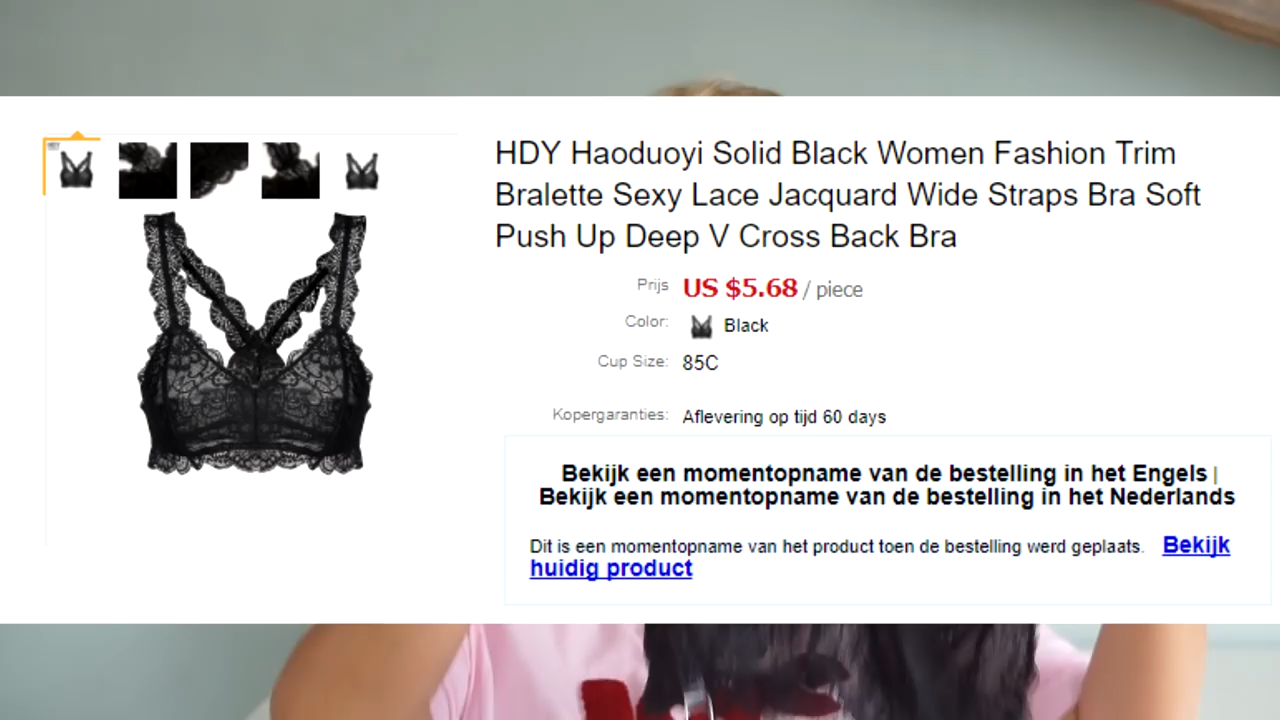 HDY Haoduoyi Solid Black Women Fashion Trim
Bralette Sexy Lace Jacquard Wide Straps Bra Soft
Push Up Deep V Cross Back Bra
Prijs US $5.68 / piece
Color: Black
Cup Size: 85C
Kopergaranties: Aflevering op tijd 60 days
Bekijk een momentopname van de bestelling in het Engels |
Bekijk een momentopname van de bestelling in het Nederlands
Dit is een momentopname van het product toen de bestelling werd geplaatst. Bekijk
huidig product